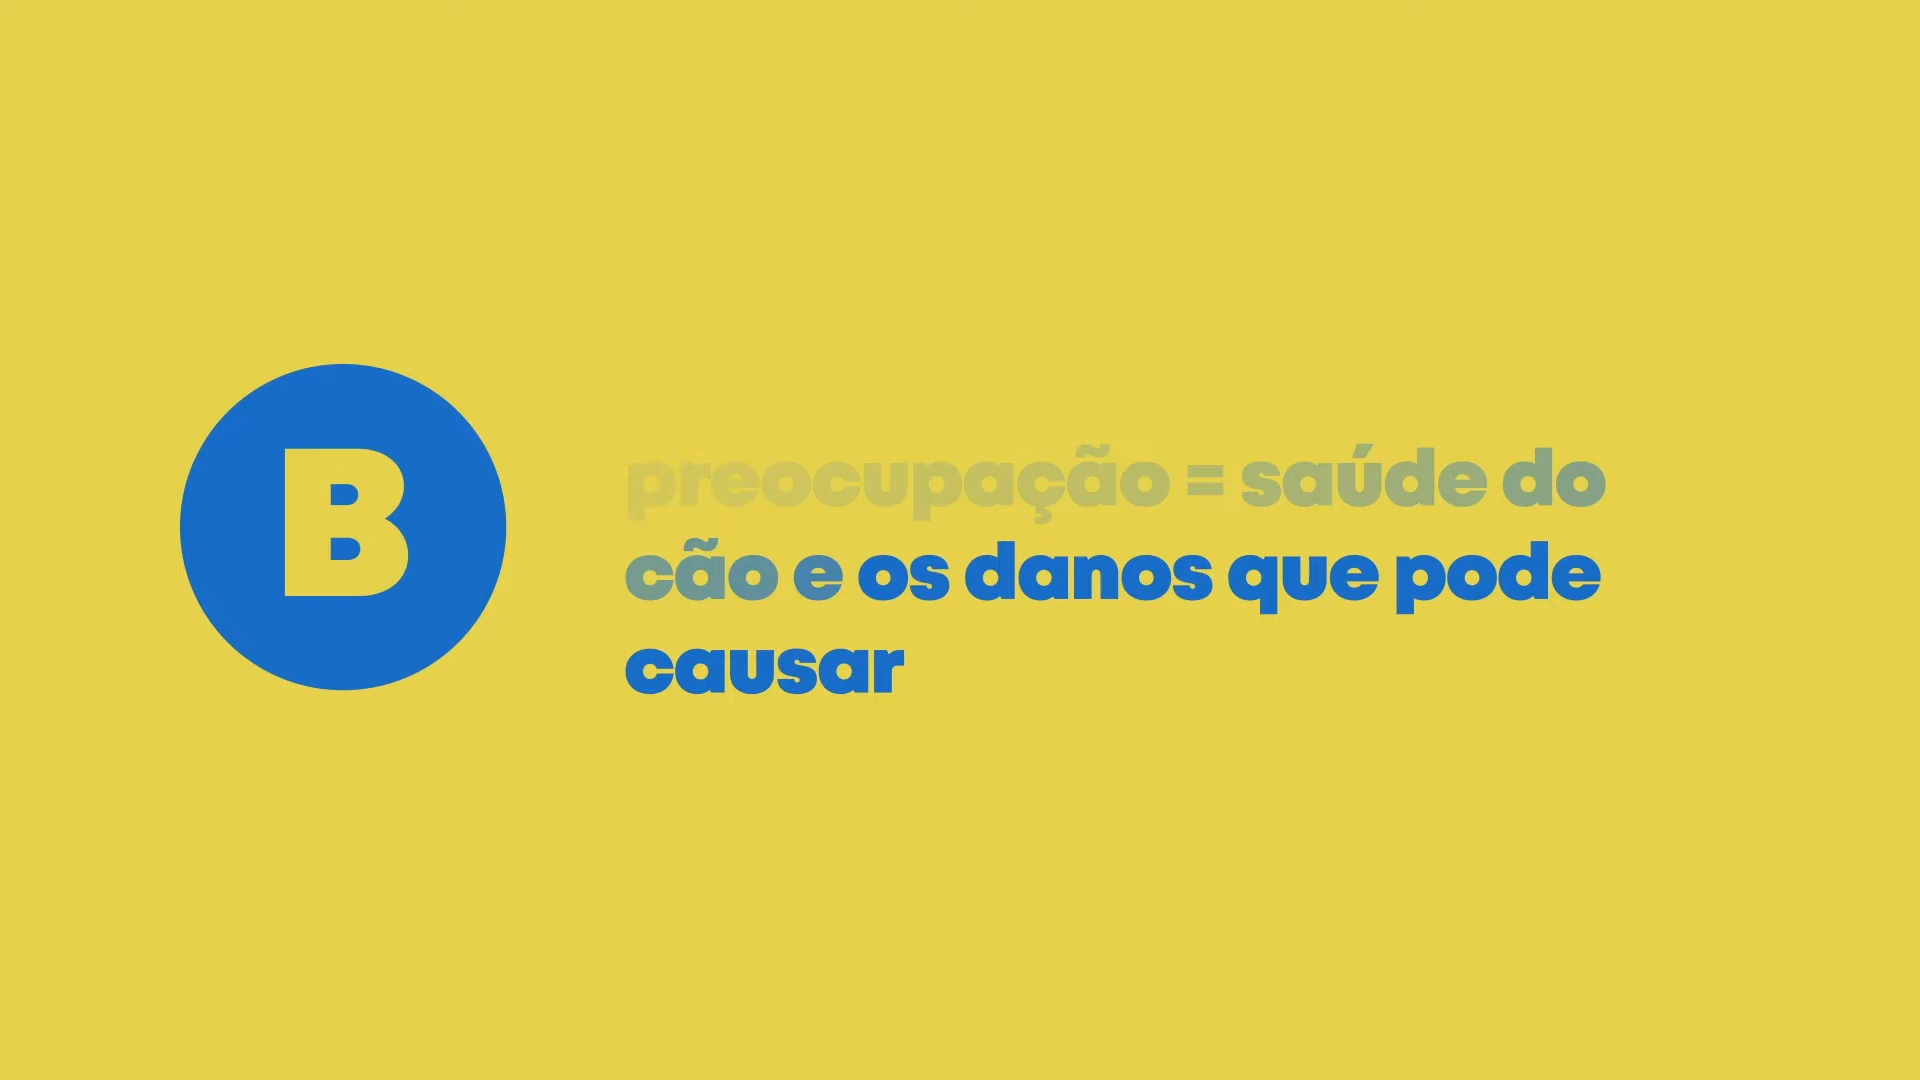 B
preocupação = saúde do
cão e os danos que pode
causar